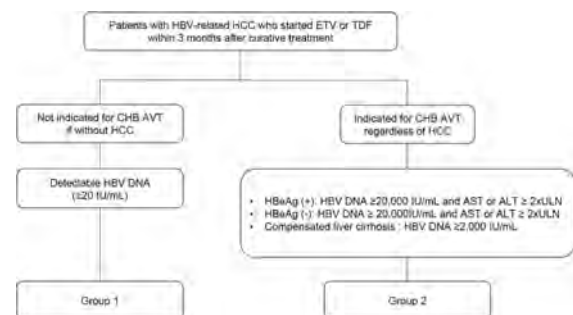 Patients with HBV-related HCC who started ETV or TDF
within 3 months after curative treatment
Not indicated for CHB AVT
if without HCC
Indicated for CHB AVT
regardless of HCC
Detectable HBV DNA
(≥20 IU/mL)
• HBeAg (+): HBV DNA ≥20,000 IU/mL and AST or ALT ≥ 2xULN
• HBeAg (-): HBV DNA ≥ 20,000IU/mL and AST or ALT ≥ 2xULN
• Compensated liver cirrhosis : HBV DNA ≥2,000 IU/mL
Group 1
Group 2